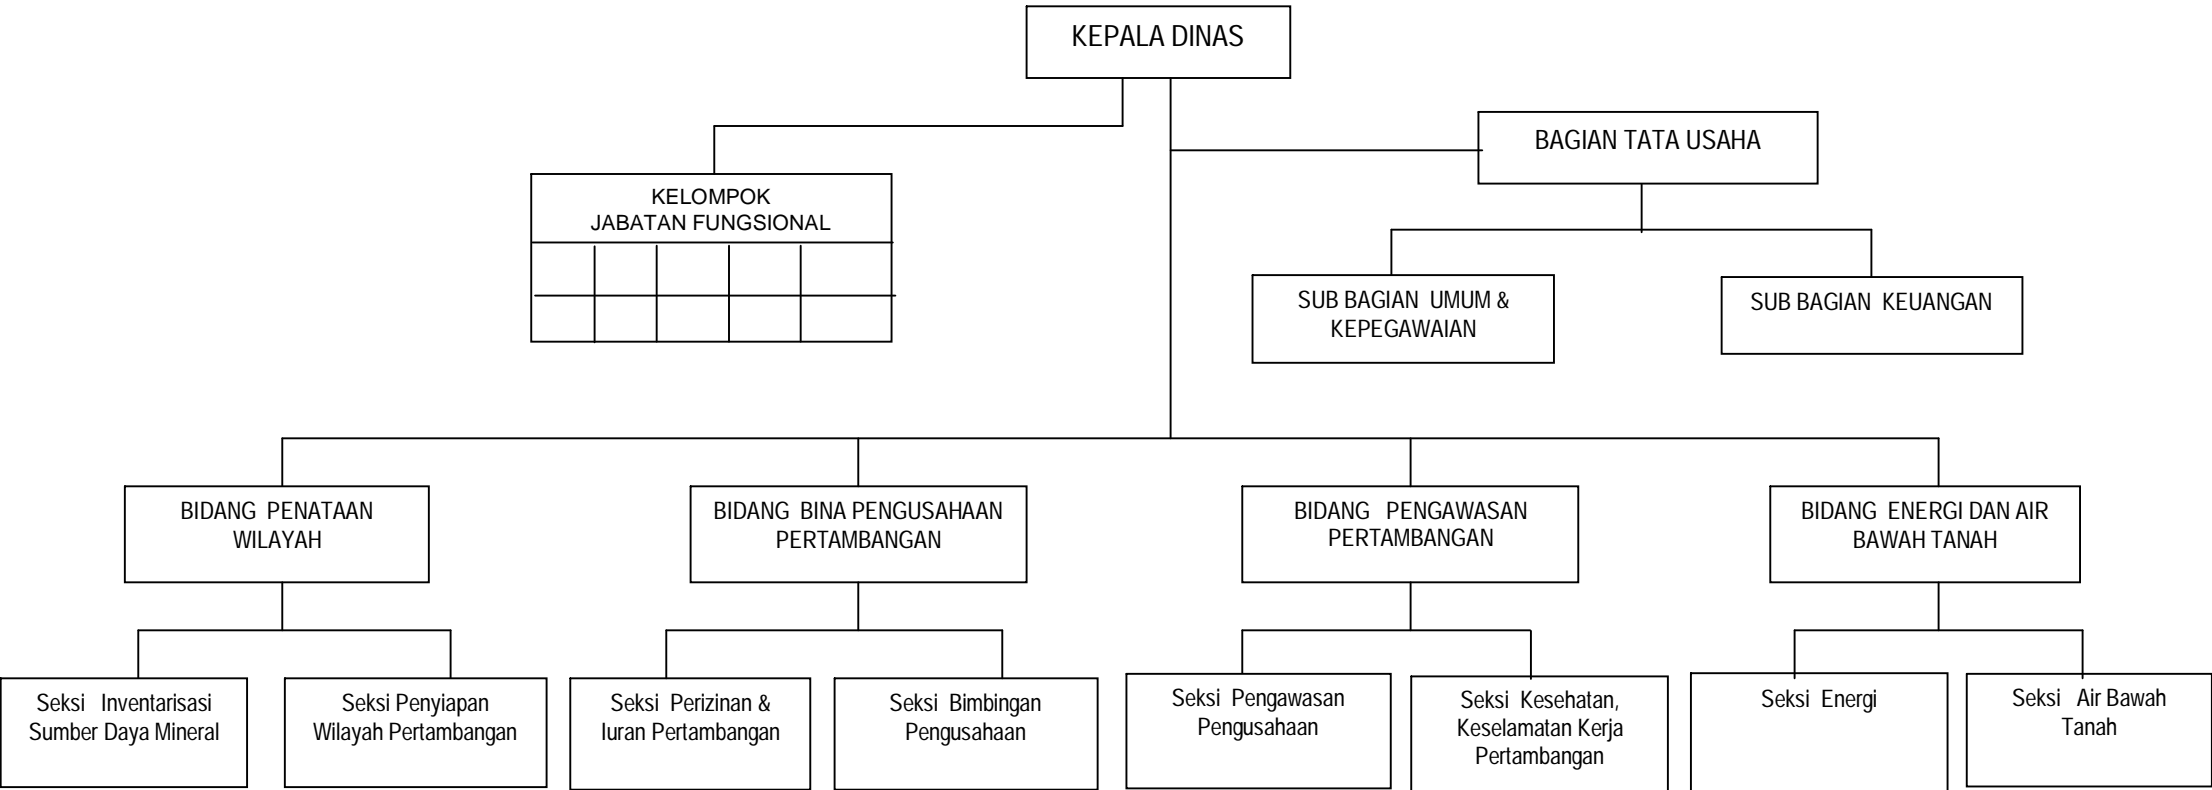 KEPALA DINAS
BAGIAN TATA USAHA
KELOMPOK
JABATAN FUNGSIONAL
SUB BAGIAN UMUM &
KEPEGAWAIAN
SUB BAGIAN KEUANGAN
BIDANG PENATAAN
WILAYAH
BIDANG BINA PENGUSAHAAN
PERTAMBANGAN
BIDANG PENGAWASAN
PERTAMBANGAN
BIDANG ENERGI DAN AIR
BAWAH TANAH
Seksi Inventarisasi
Sumber Daya Mineral
Seksi Penyiapan
Wilayah Pertambangan
Seksi Perizinan &
Iuran Pertambangan
Seksi Bimbingan
Pengusahaan
Seksi Pengawasan
Pengusahaan
Seksi Kesehatan,
Keselamatan Kerja
Pertambangan
Seksi Energi
Seksi Air Bawah
Tanah